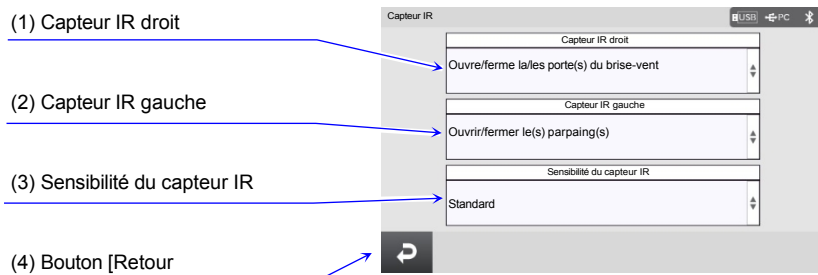 (1) Capteur IR droit
(2) Capteur IR gauche
(3) Sensibilité du capteur IR
(4) Bouton [Retour
Capteur IR
USB PC
Capteur IR droit
Ouvre/ferme la/les porte(s) du brise-vent
Capteur IR gauche
Ouvrir/fermer le(s) parpaing(s)
Sensibilité du capteur IR
Standard